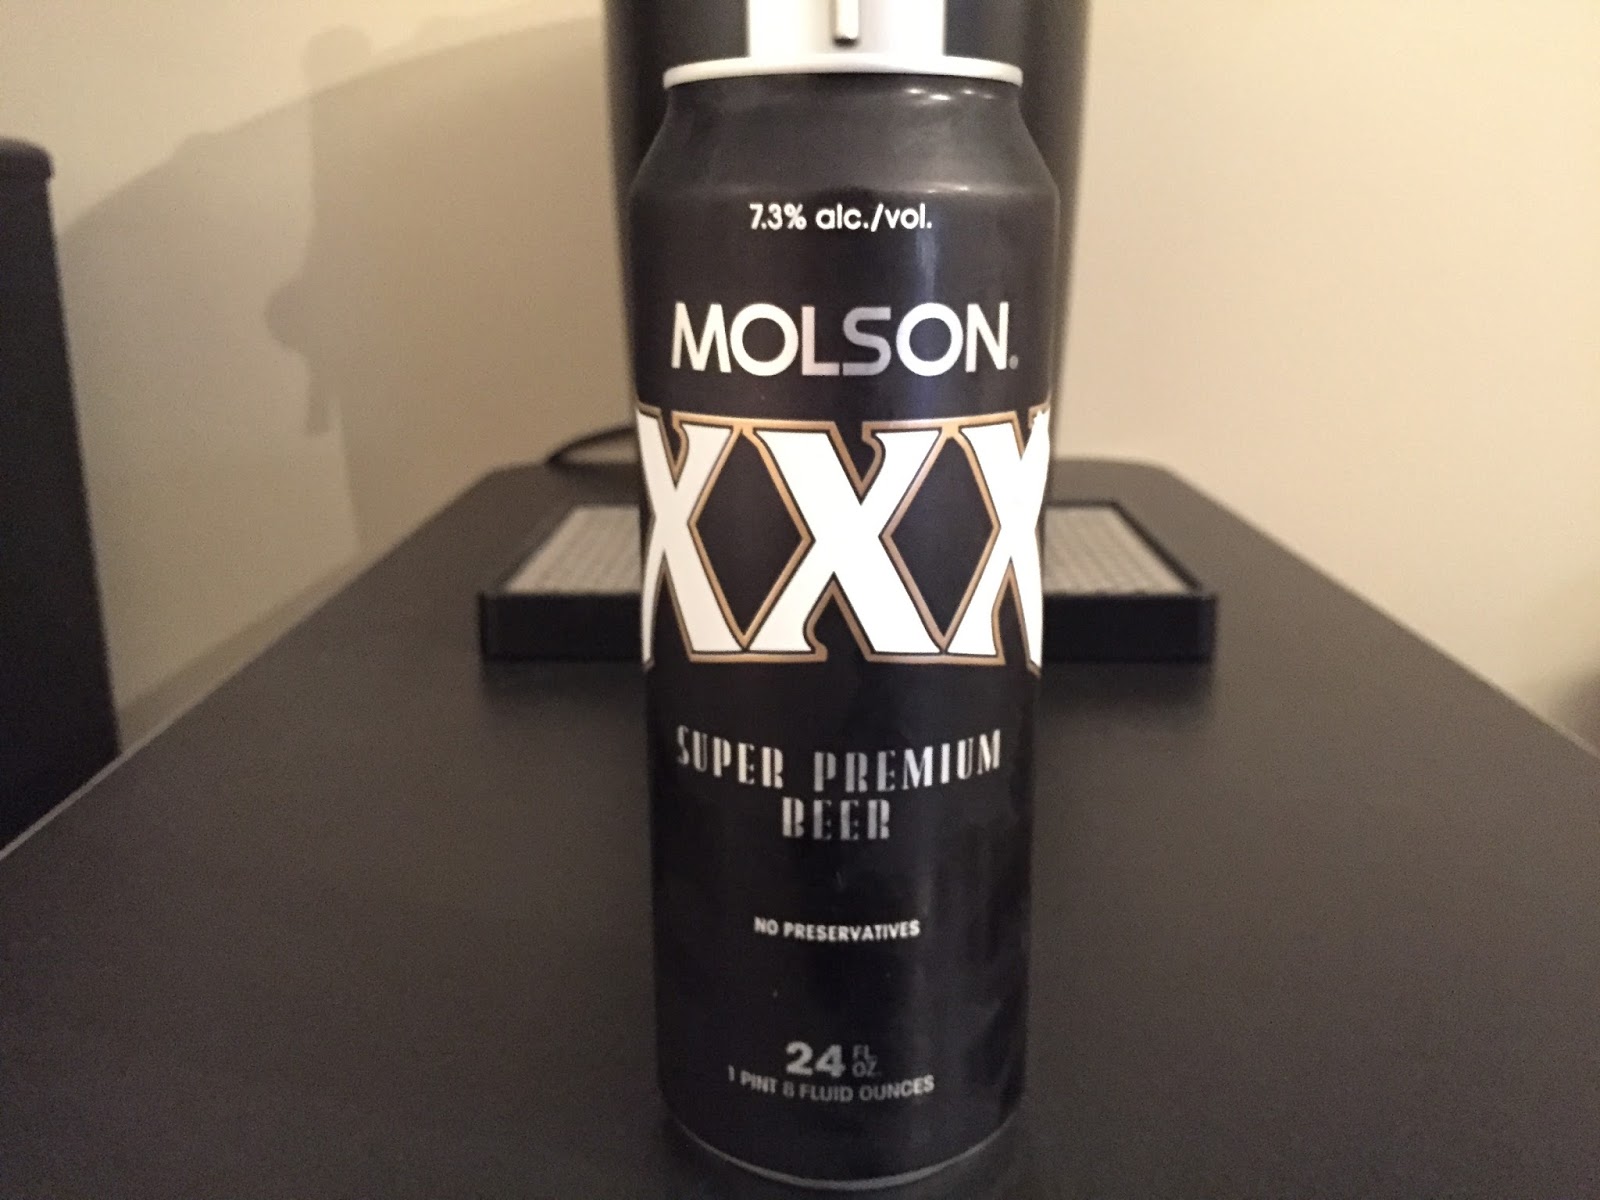 7.3% alc./vol.
MOLSON®
XXX
SUPER PREMIUM
BEER
NO PRESERVATIVES
24 FL. OZ.
1 PINT 8 FLUID OUNCES